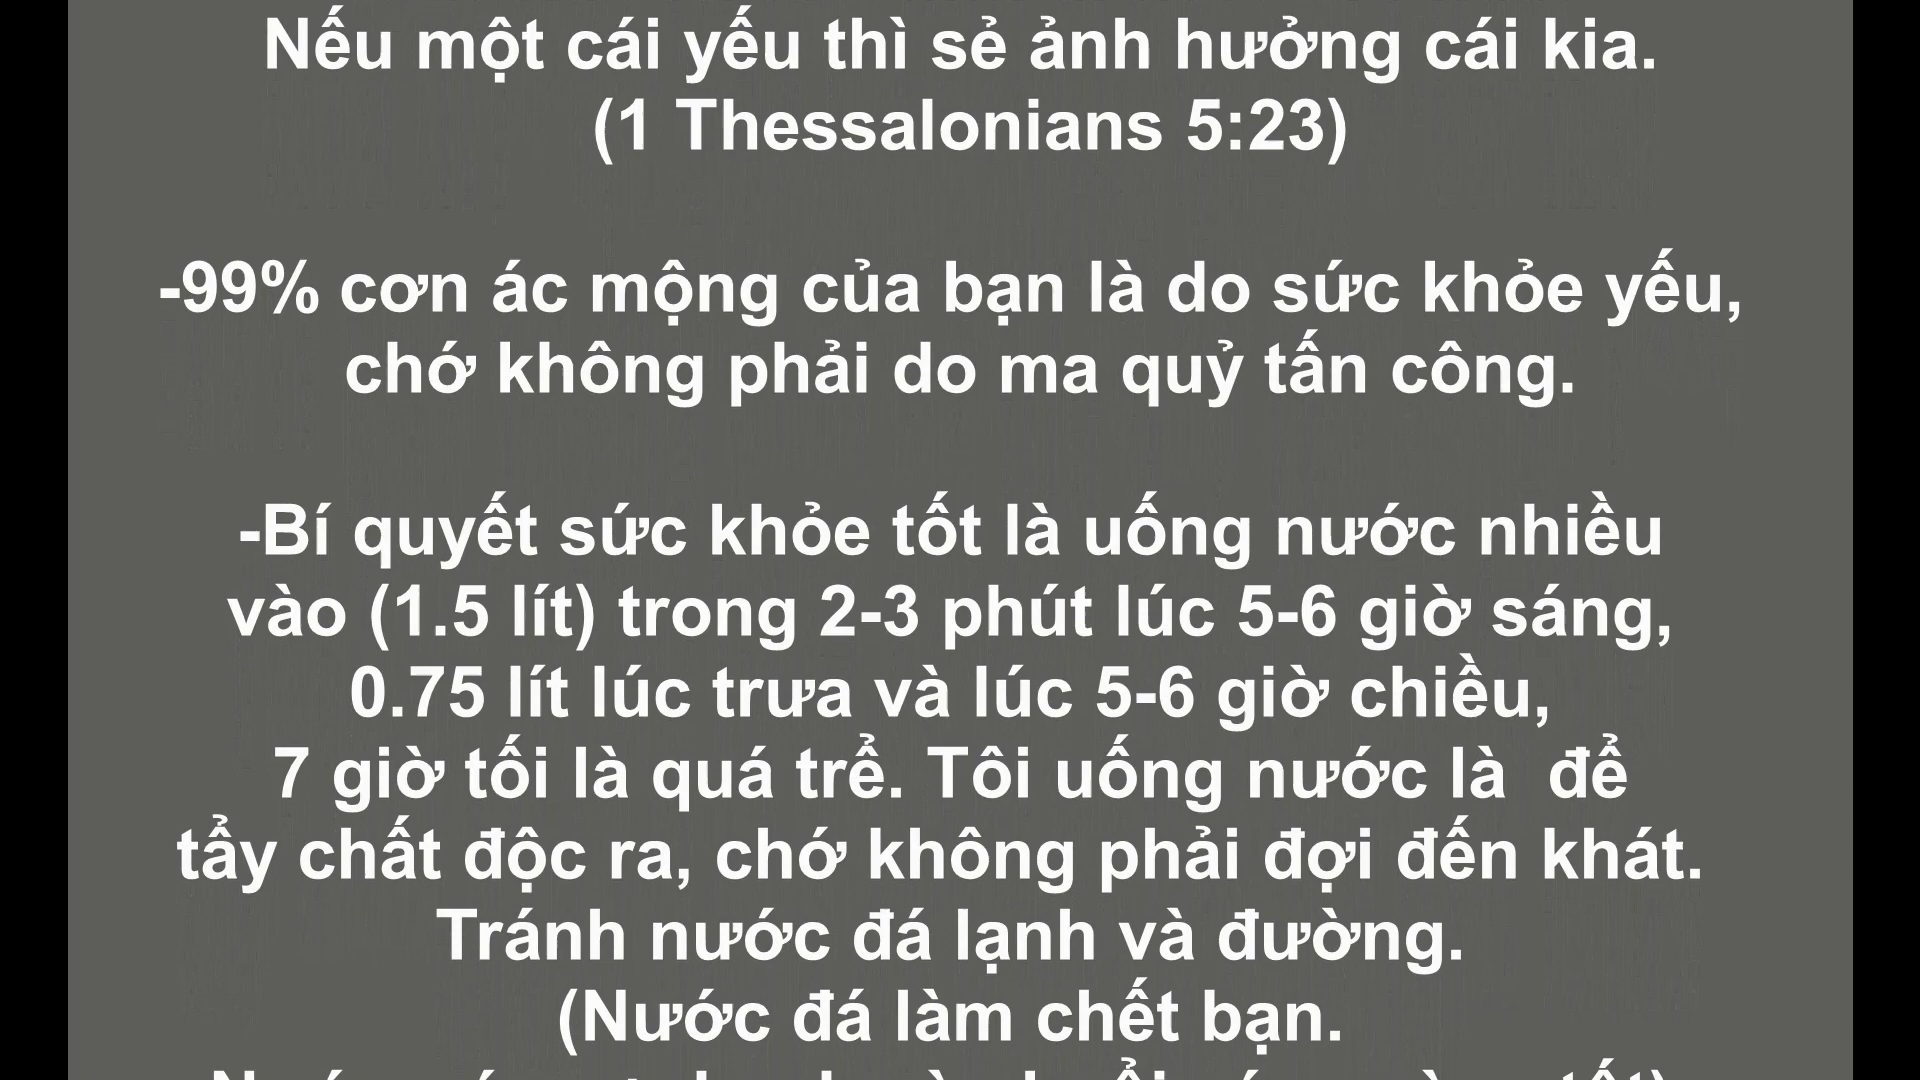 Nếu một cái yếu thì sẻ ảnh hưởng cái kia.
(1 Thessalonians 5:23)
-99% cơn ác mộng của bạn là do sức khỏe yếu,
chớ không phải do ma quỷ tấn công.
-Bí quyết sức khỏe tốt là uống nước nhiều
vào (1.5 lít) trong 2-3 phút lúc 5-6 giờ sáng,
0.75 lít lúc trưa và lúc 5-6 giờ chiều,
7 giờ tối là quá trể. Tôi uống nước là  để
tẩy chất độc ra, chớ không phải đợi đến khát.
Tránh nước đá lạnh và đường.
(Nước đá làm chết bạn.